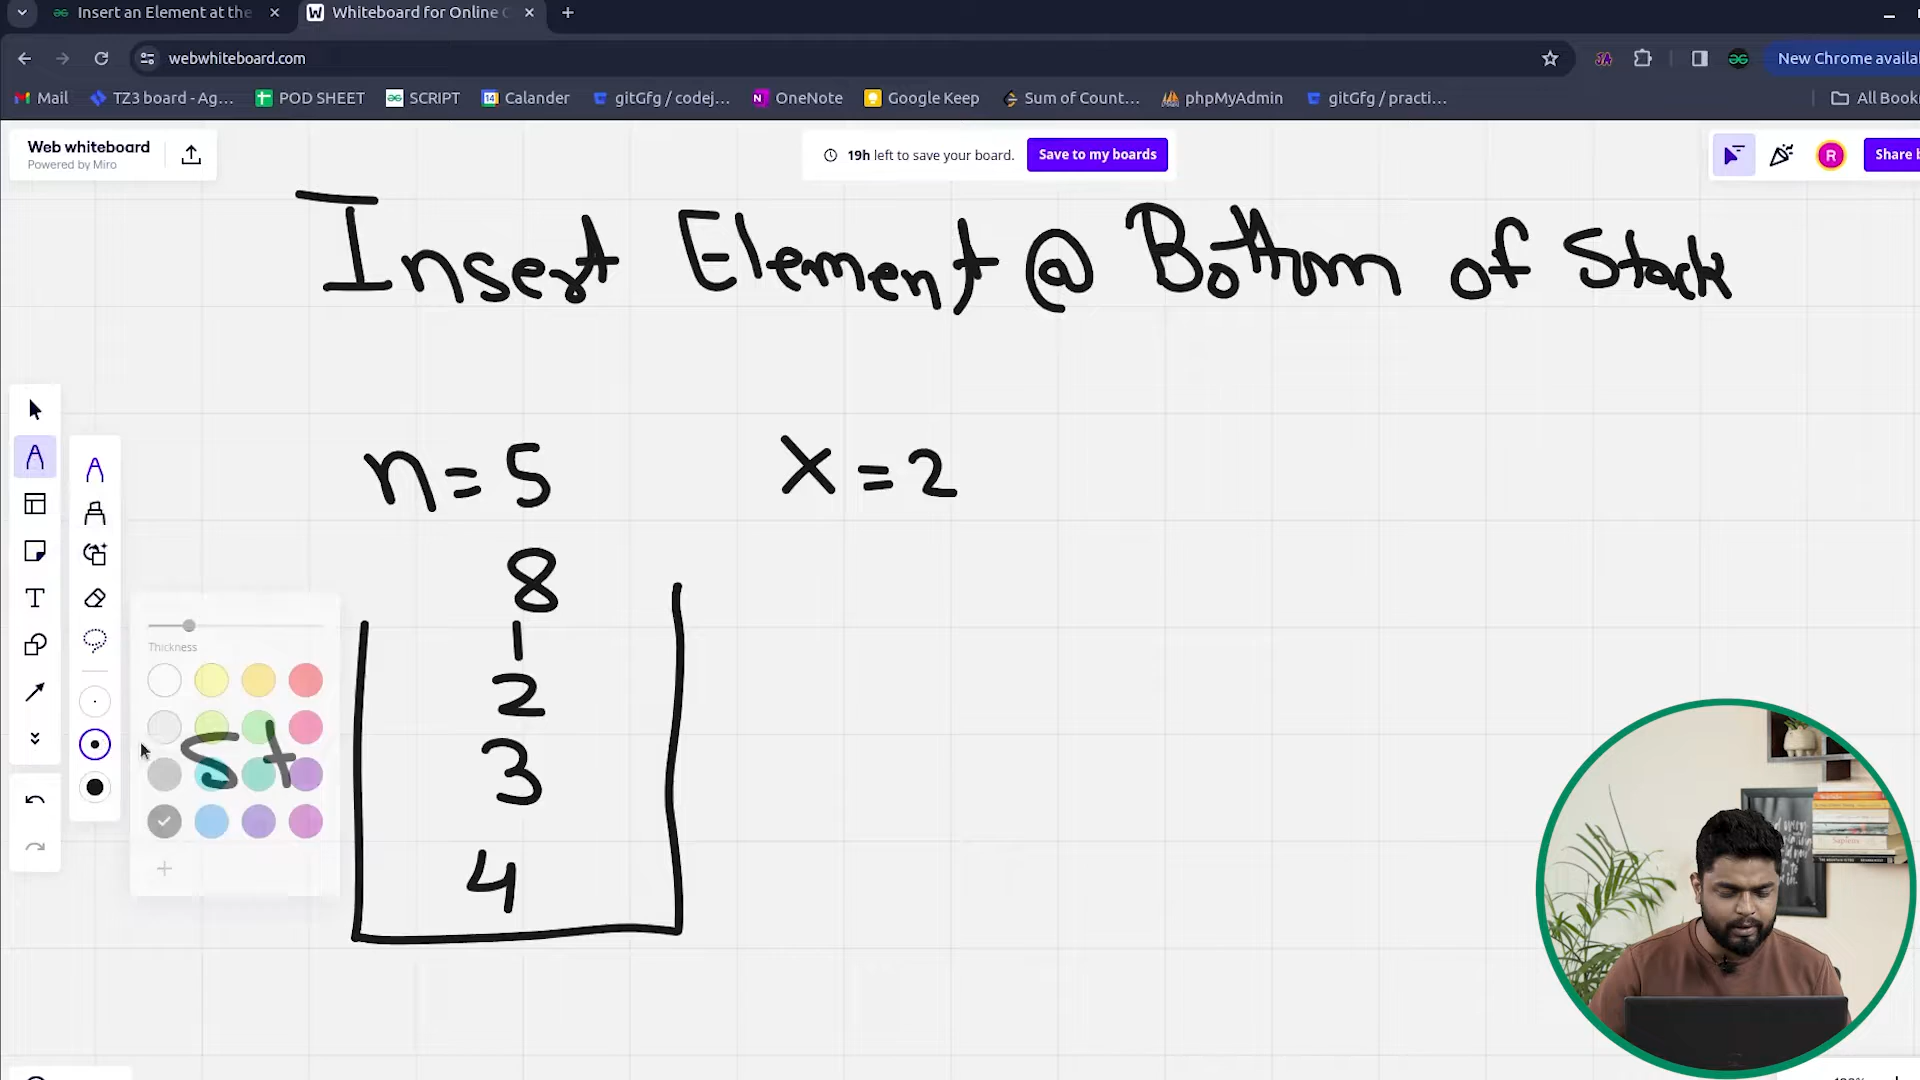 Insert an Element at the
Whiteboard for Online
webwhiteboard.com
New Chrome availa
Mail
TZ3 board - Ag...
POD SHEET
SCRIPT
14 Calander
gitGfg / codej...
OneNote
Google Keep
Sum of Count...
phpMyAdmin
gitGfg / practi...
All Book
Web whiteboard
Powered by Miro
19h left to save your board.
Save to my boards
R
Share b
Insert Element @ Bottom of Stack
n = 5
x = 2
8
1
2
Thickness
St
3
4